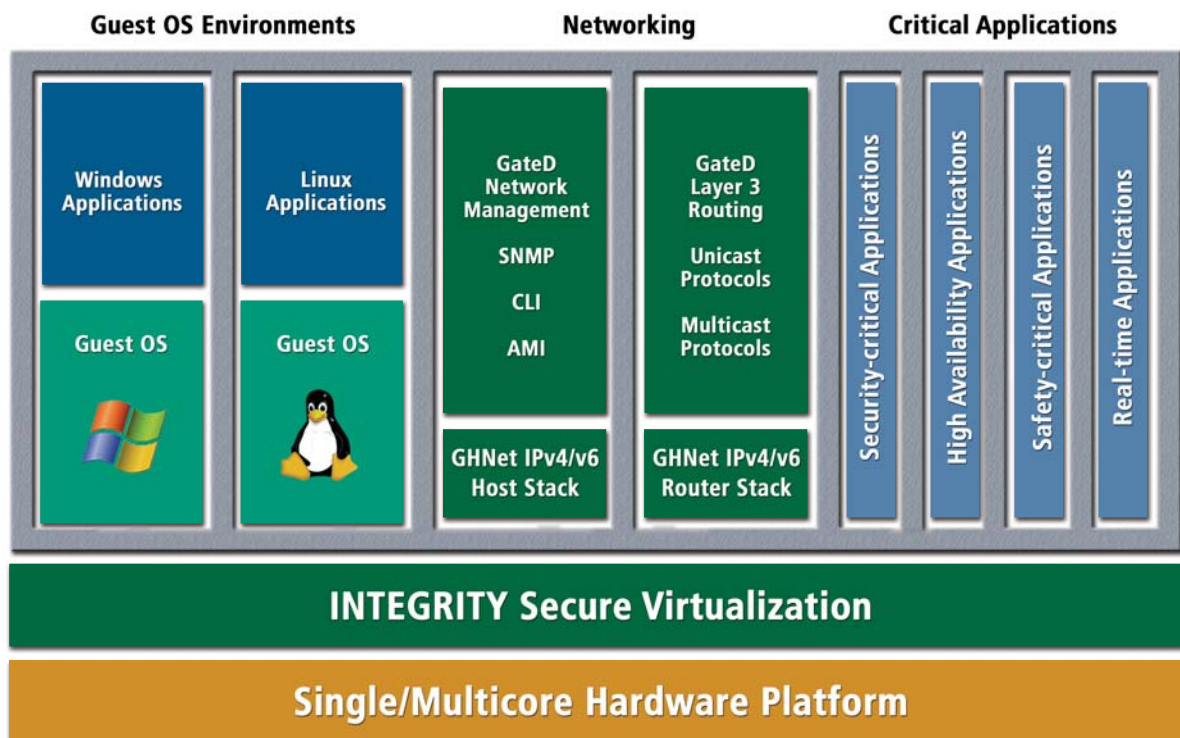 Guest OS Environments
Networking
Critical Applications
Windows
Applications
Guest OS
Linux
Applications
Guest OS
GateD
Network
Management
SNMP
CLI
AMI
GHNet IPv4/v6
Host Stack
GateD
Layer 3
Routing
Unicast
Protocols
Multicast
Protocols
GHNet IPv4/v6
Router Stack
Security-critical Applications
High Availability Applications
Safety-critical Applications
Real-time Applications
INTEGRITY Secure Virtualization
Single/Multicore Hardware Platform